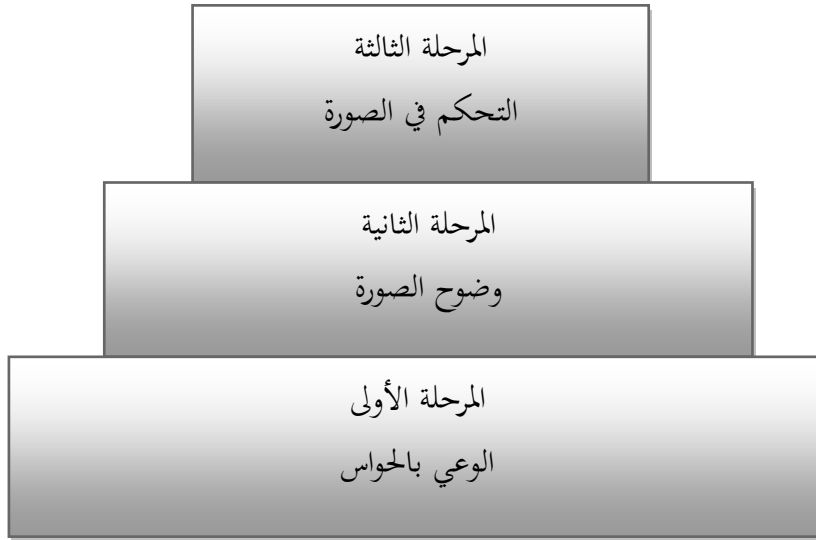 المرحلة الثالثة
التحكم في الصورة
المرحلة الثانية
وضوح الصورة
المرحلة الأولى
الوعي بالحواس